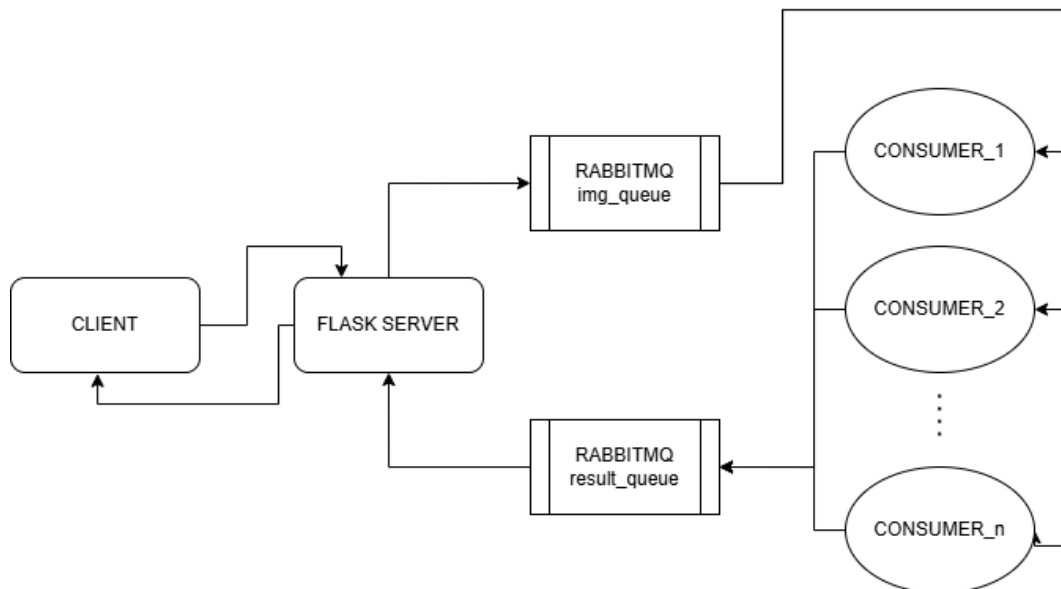 CLIENT
FLASK SERVER
RABBITMQ
img_queue
RABBITMQ
result_queue
CONSUMER_1
CONSUMER_2
CONSUMER_n